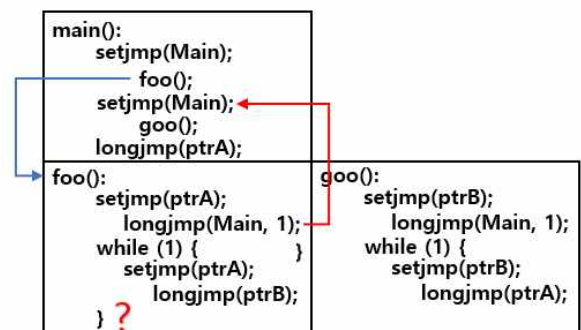 main():
setjmp(Main);
foo();
setjmp(Main);
goo();
longjmp(ptrA);
foo():
setjmp(ptrA);
longjmp(Main, 1);
while (1) {
setjmp(ptrA);
longjmp(ptrB);
} ?
goo():
setjmp(ptrB);
longjmp(Main, 1);
} while (1) {
setjmp(ptrB);
longjmp(ptrA);